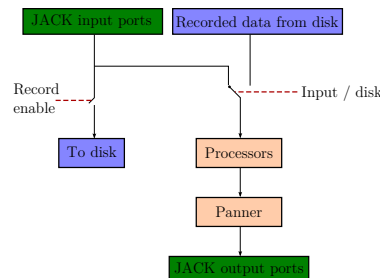 JACK input ports
Recorded data from disk
Record
enable
Input / disk
To disk
Processors
Panner
JACK output ports